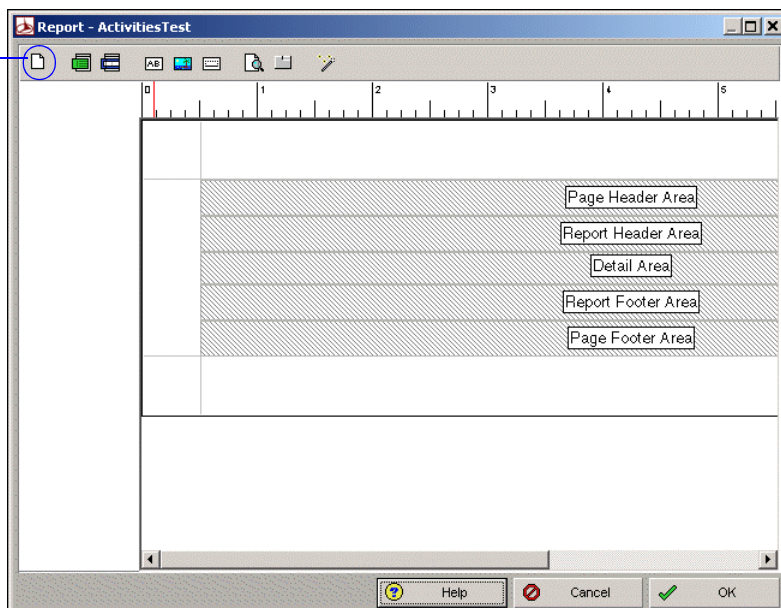 Report - ActivitiesTest
AB
0 1 2 3 4 5
Page Header Area
Report Header Area
Detail Area
Report Footer Area
Page Footer Area
? Help Cancel OK